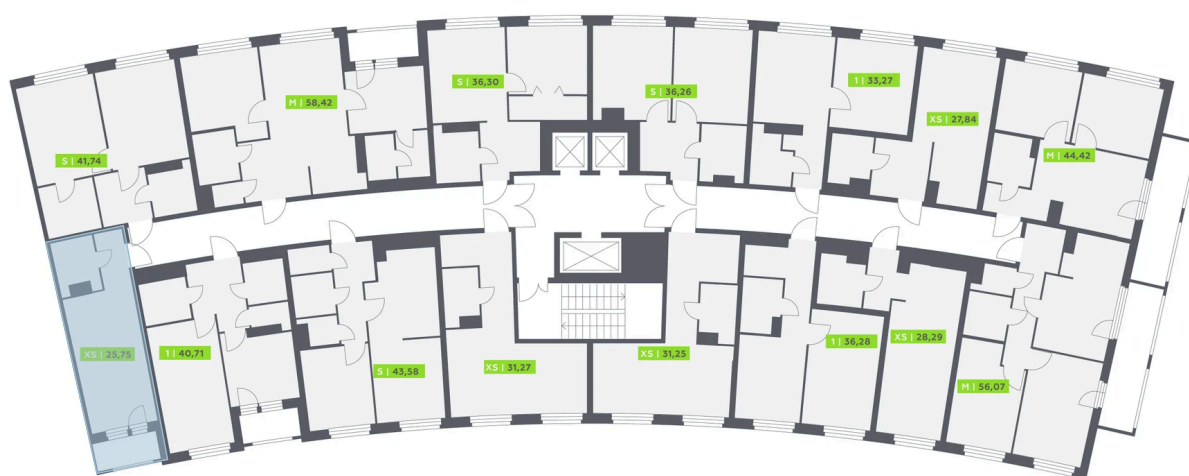 S | 41,74
M | 58,42
S | 36,30
S | 36,26
1 | 33,27
XS | 27,84
M | 44,42
XS | 25,75
1 | 40,71
S | 43,58
XS | 31,27
XS | 31,25
1 | 36,28
XS | 28,29
M | 56,07